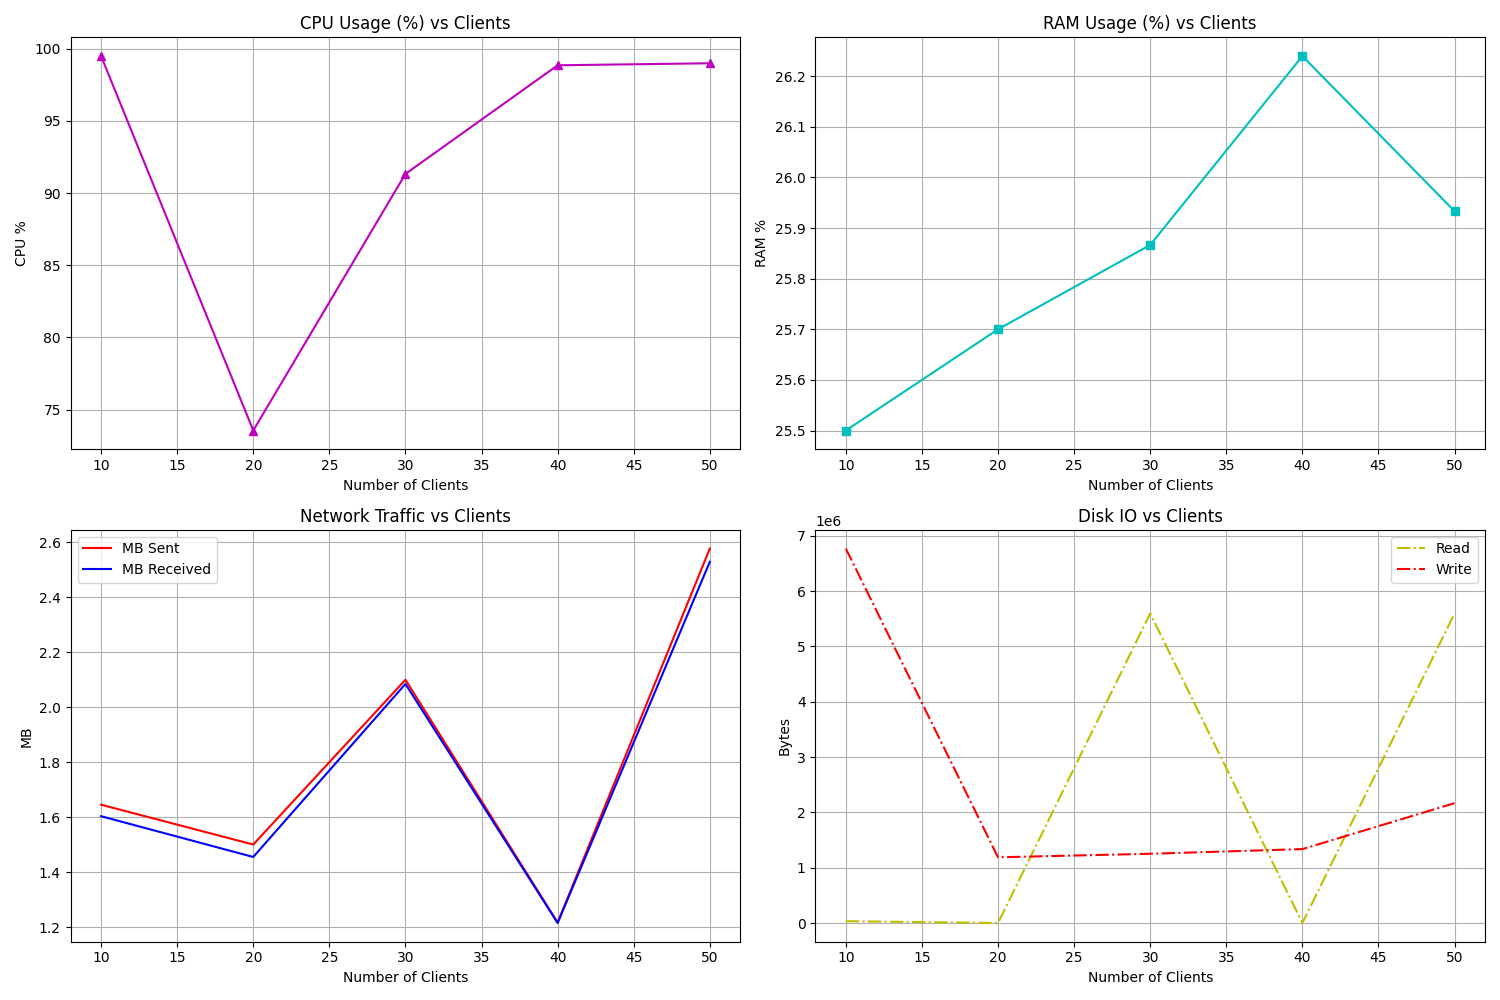 CPU Usage (%) vs Clients
100
95
90
85
80
75
CPU %
10 15 20 25 30 35 40 45 50
Number of Clients
RAM Usage (%) vs Clients
26.2
26.1
26.0
25.9
25.8
25.7
25.6
25.5
RAM %
10 15 20 25 30 35 40 45 50
Number of Clients
Network Traffic vs Clients
MB Sent
MB Received
2.6
2.4
2.2
2.0
1.8
1.6
1.4
1.2
MB
10 15 20 25 30 35 40 45 50
Number of Clients
Disk IO vs Clients
1e6
Read
Write
7
6
5
4
3
2
1
0
Bytes
10 15 20 25 30 35 40 45 50
Number of Clients